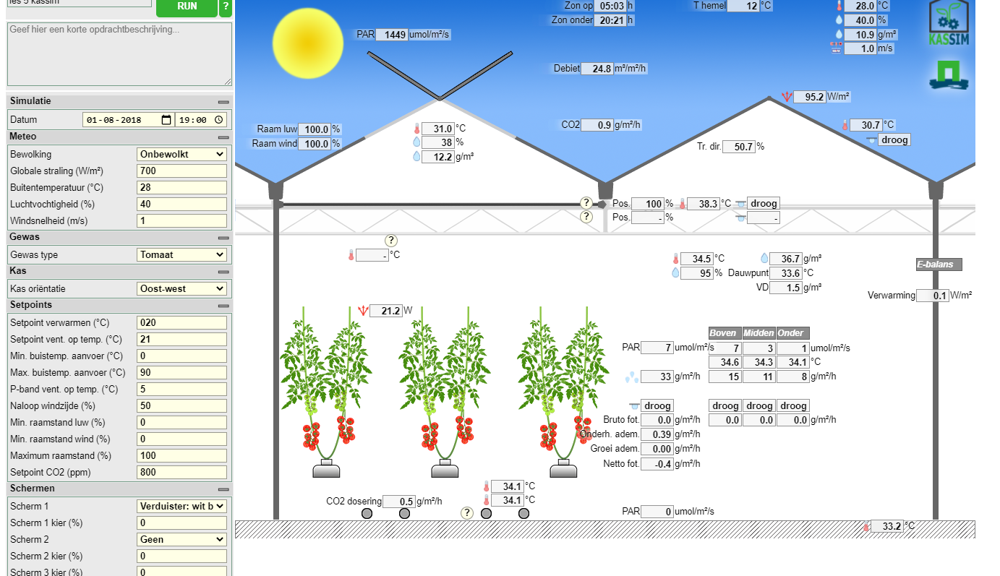 les 5 kassim
RUN ?
Geef hier een korte opdrachtbeschrijving...
Simulatie
Datum 01-08-2018 19:00
Meteo
Bewolking Onbewolkt
Globale straling (W/m²) 700
Buitentemperatuur (°C) 28
Luchtvochtigheid (%) 40
Windsnelheid (m/s) 1
Gewas
Gewas type Tomaat
Kas
Kas oriëntatie Oost-west
Setpoints
Setpoint verwarmen (°C) 020
Setpoint vent. op temp. (°C) 21
Min. buistemp. aanvoer (°C) 0
Max. buistemp. aanvoer (°C) 90
P-band vent. op temp. (°C) 5
Naloop windzijde (%) 50
Min. raamstand luw (%) 0
Min. raamstand wind (%) 0
Maximum raamstand (%) 100
Setpoint CO2 (ppm) 800
Schermen
Scherm 1 Verduister: wit b
Scherm 1 kier (%) 0
Scherm 2 Geen
Scherm 2 kier (%) 0
Scherm 3 kier (%) 0
Zon op 05:03 h
Zon onder 20:21 h
T hemel 12 °C
28.0 °C
40.0 %
10.9 g/m³
1.0 m/s
KASSIM
PAR 1449 umol/m²/s
Debiet 24.8 m³/m²/h
95.2 W/m²
Raam luw 100.0 %
Raam wind 100.0 %
31.0 °C
38 %
12.2 g/m³
CO2 0.9 g/m²/h
30.7 °C
droog
Tr. dir. 50.7 %
? Pos. 100 % 38.3 °C droog
? Pos. - % -
?
- °C
34.5 °C 36.7 g/m³
95 % Dauwpunt 33.6 °C
VD 1.5 g/m³
E-balans
Verwarming 0.1 W/m²
21.2 W
Boven Midden Onder
PAR 7 umol/m²/s 7 3 1 umol/m²/s
34.6 34.3 34.1 °C
33 g/m²/h 15 11 8 g/m²/h
droog droog droog droog
Bruto fot. 0.0 g/m²/h 0.0 0.0 0.0 g/m²/h
Onderh. adem. 0.39 g/m²/h
Groei adem. 0.00 g/m²/h
Netto fot. -0.4 g/m²/h
34.1 °C
CO2 dosering 0.5 g/m²/h 34.1 °C
? PAR 0 umol/m²/s
33.2 °C